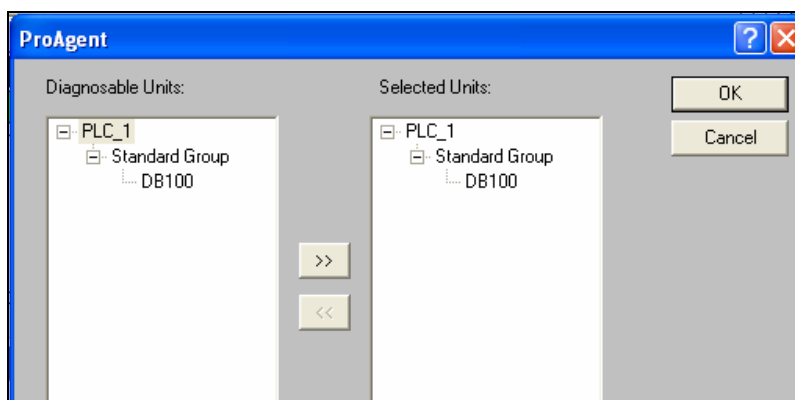 ProAgent
Diagnosable Units:
Selected Units:
OK
Cancel
PLC_1
Standard Group
DB100
>>
<<
PLC_1
Standard Group
DB100